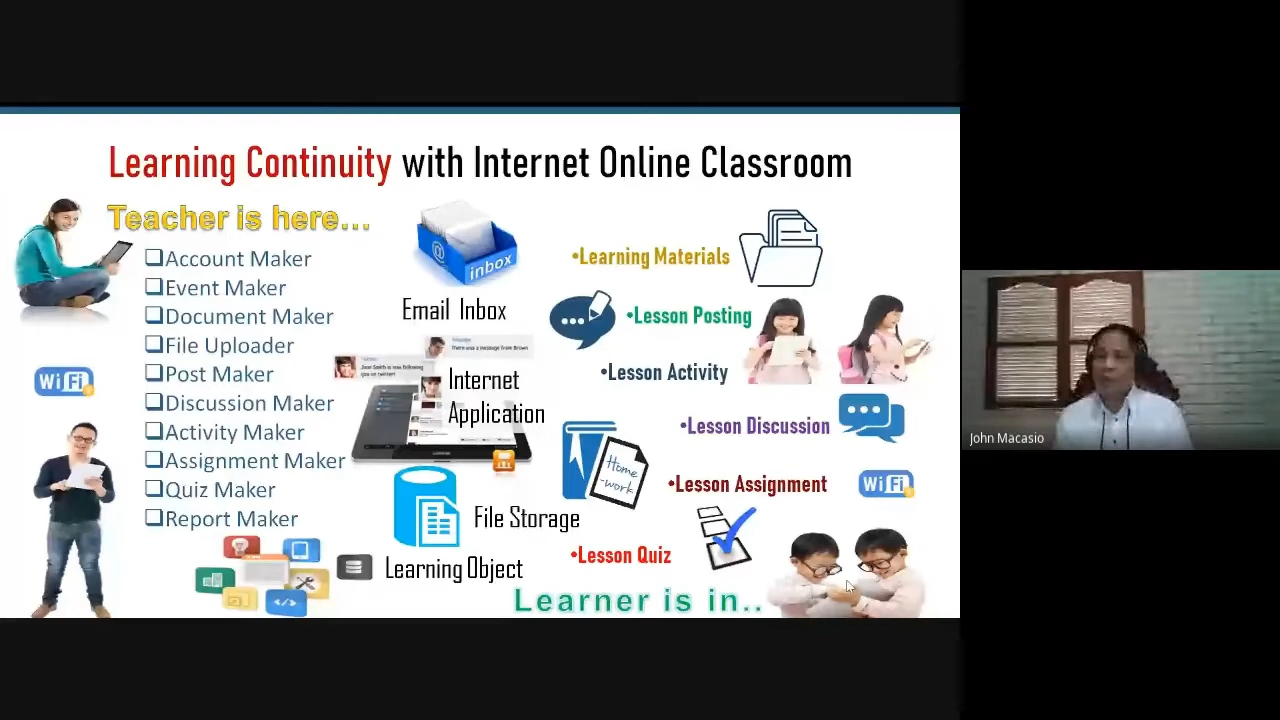 Learning Continuity with Internet Online Classroom
Teacher is here...
❑Account Maker
❑Event Maker
❑Document Maker
❑File Uploader
❑Post Maker
❑Discussion Maker
❑Activity Maker
❑Assignment Maker
❑Quiz Maker
❑Report Maker
WiFi
@
inbox
Email Inbox
Internet
Application
File Storage
Learning Object
•Learning Materials
•Lesson Posting
•Lesson Activity
•Lesson Discussion
Home
-work
•Lesson Assignment
WiFi
•Lesson Quiz
Learner is in..
John Macasio